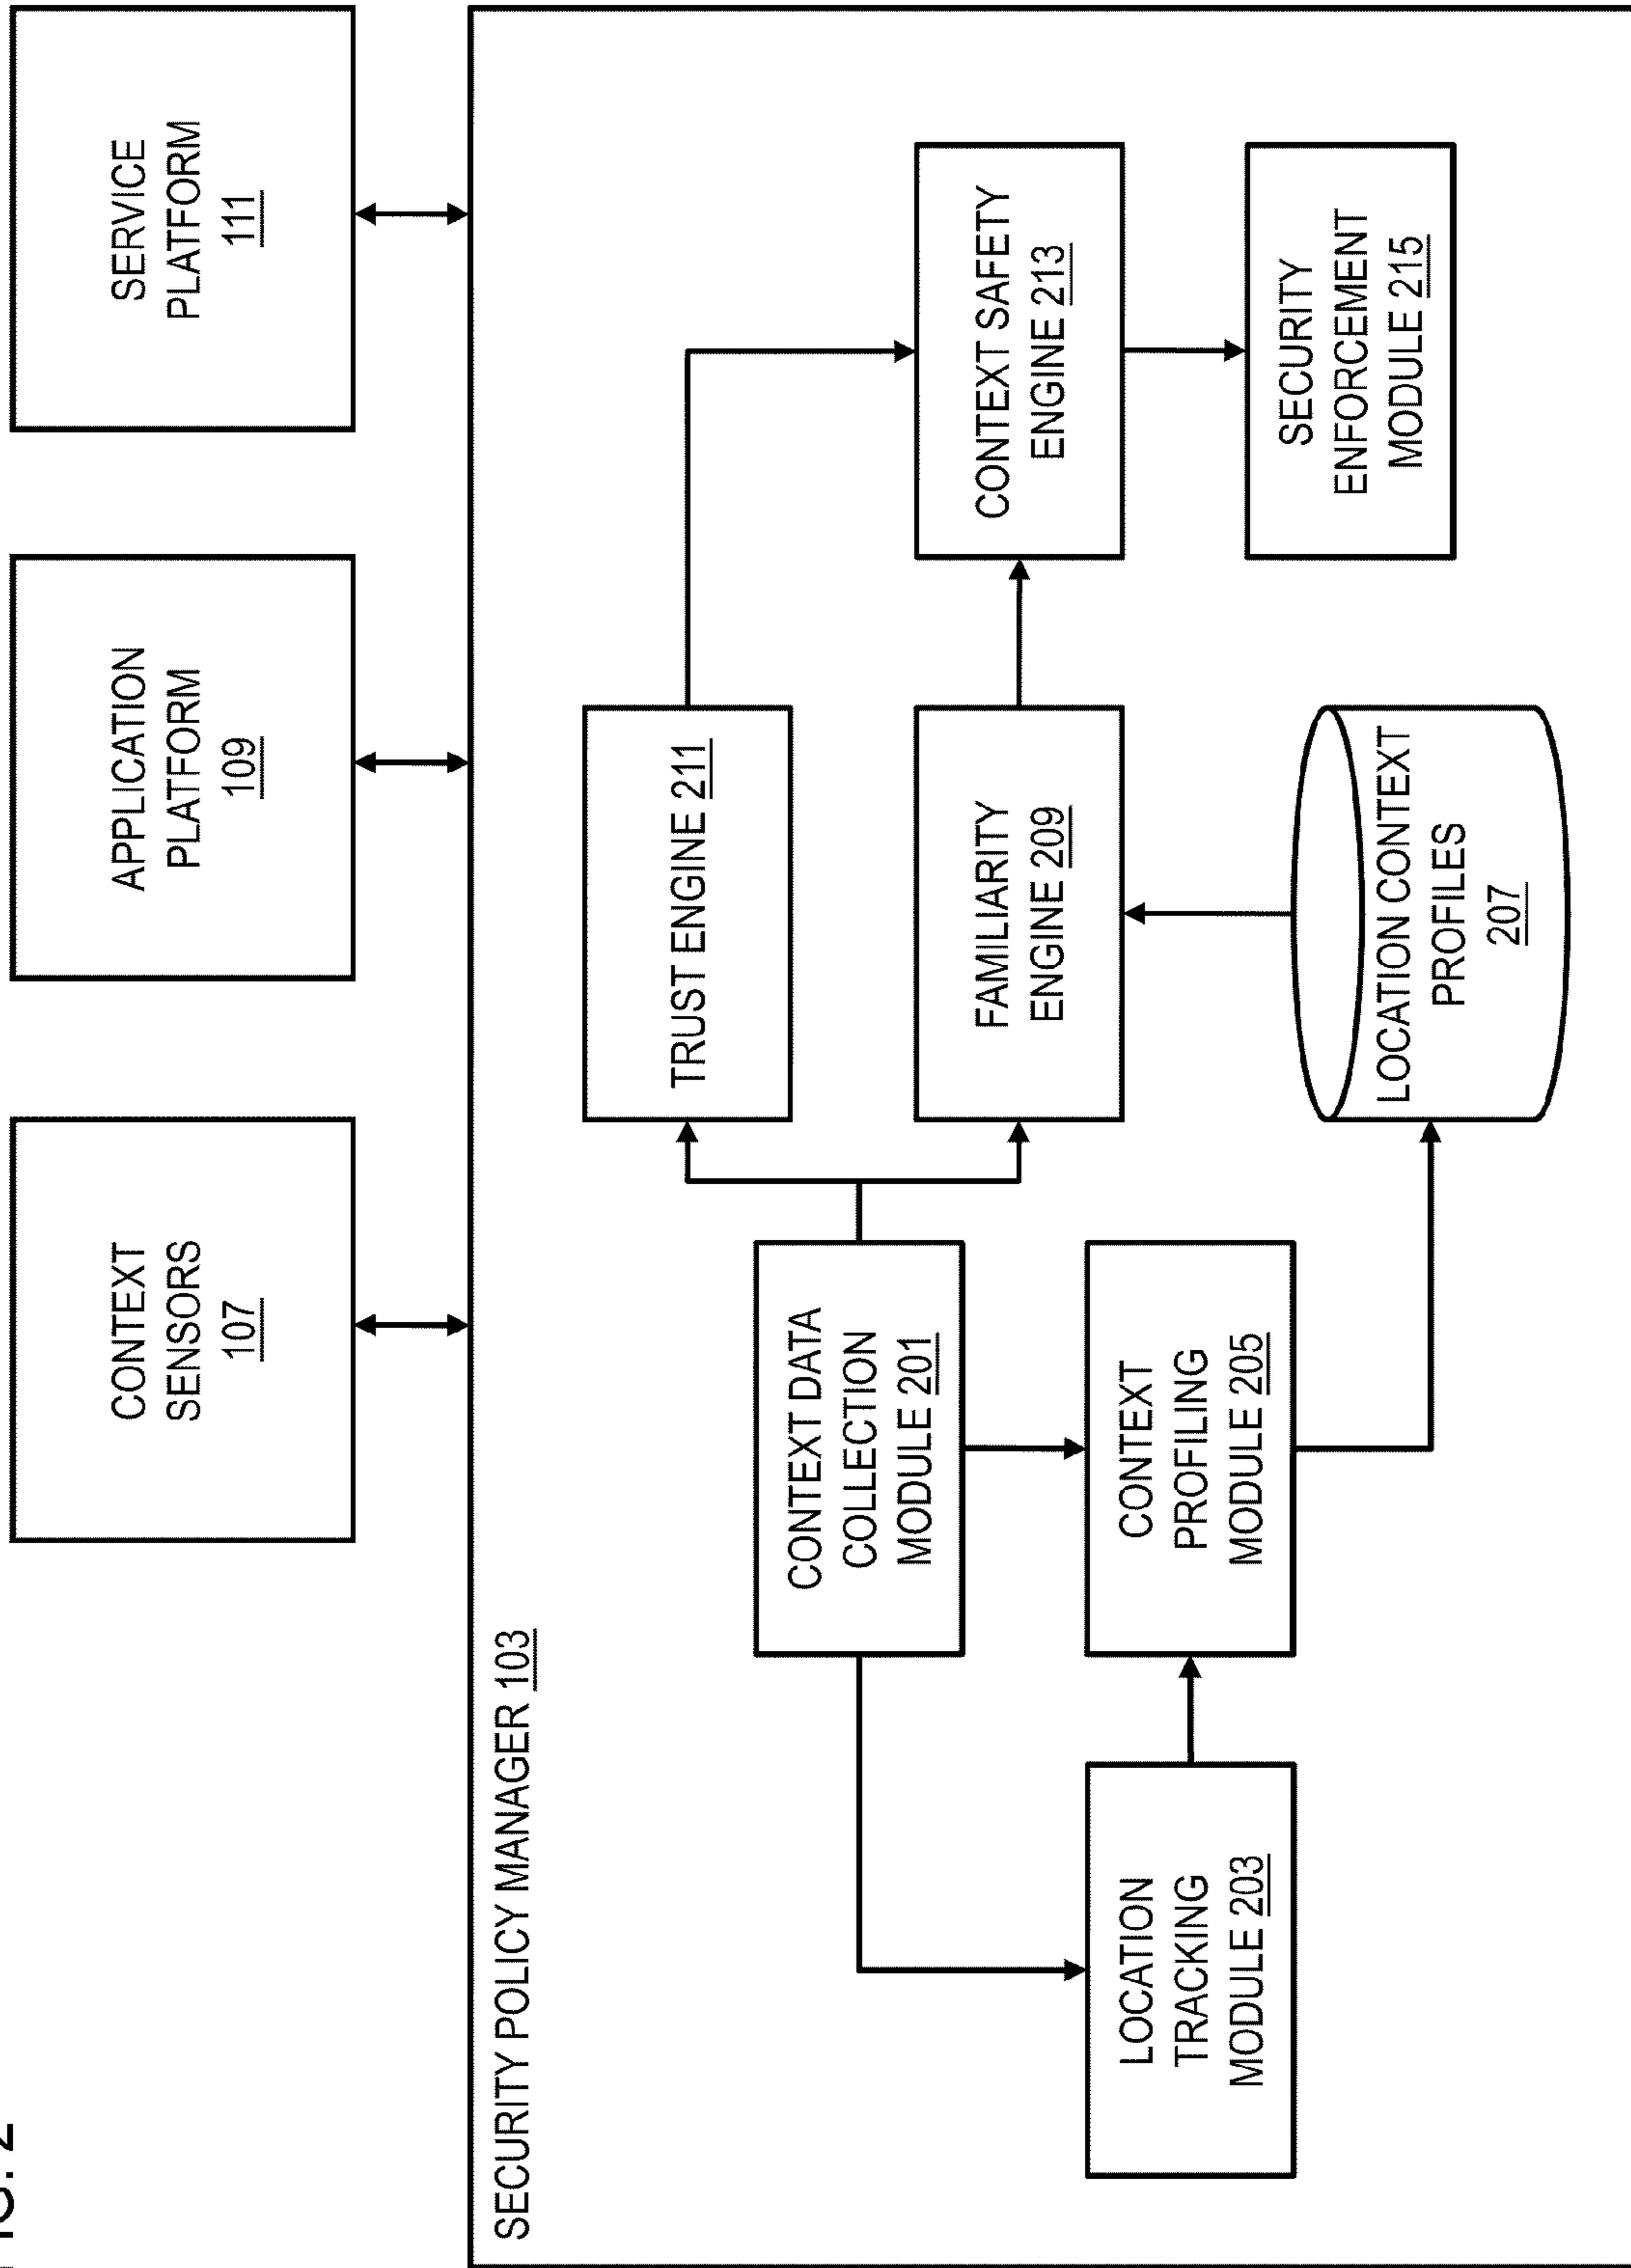 CONTEXT
SENSORS
107
APPLICATION
PLATFORM
109
SERVICE
PLATFORM
111
SECURITY POLICY MANAGER 103
TRUST ENGINE 211
CONTEXT DATA
COLLECTION
MODULE 201
FAMILIARITY
ENGINE 209
CONTEXT SAFETY
ENGINE 213
LOCATION
TRACKING
MODULE 203
CONTEXT
PROFILING
MODULE 205
LOCATION CONTEXT
PROFILES
207
SECURITY
ENFORCEMENT
MODULE 215